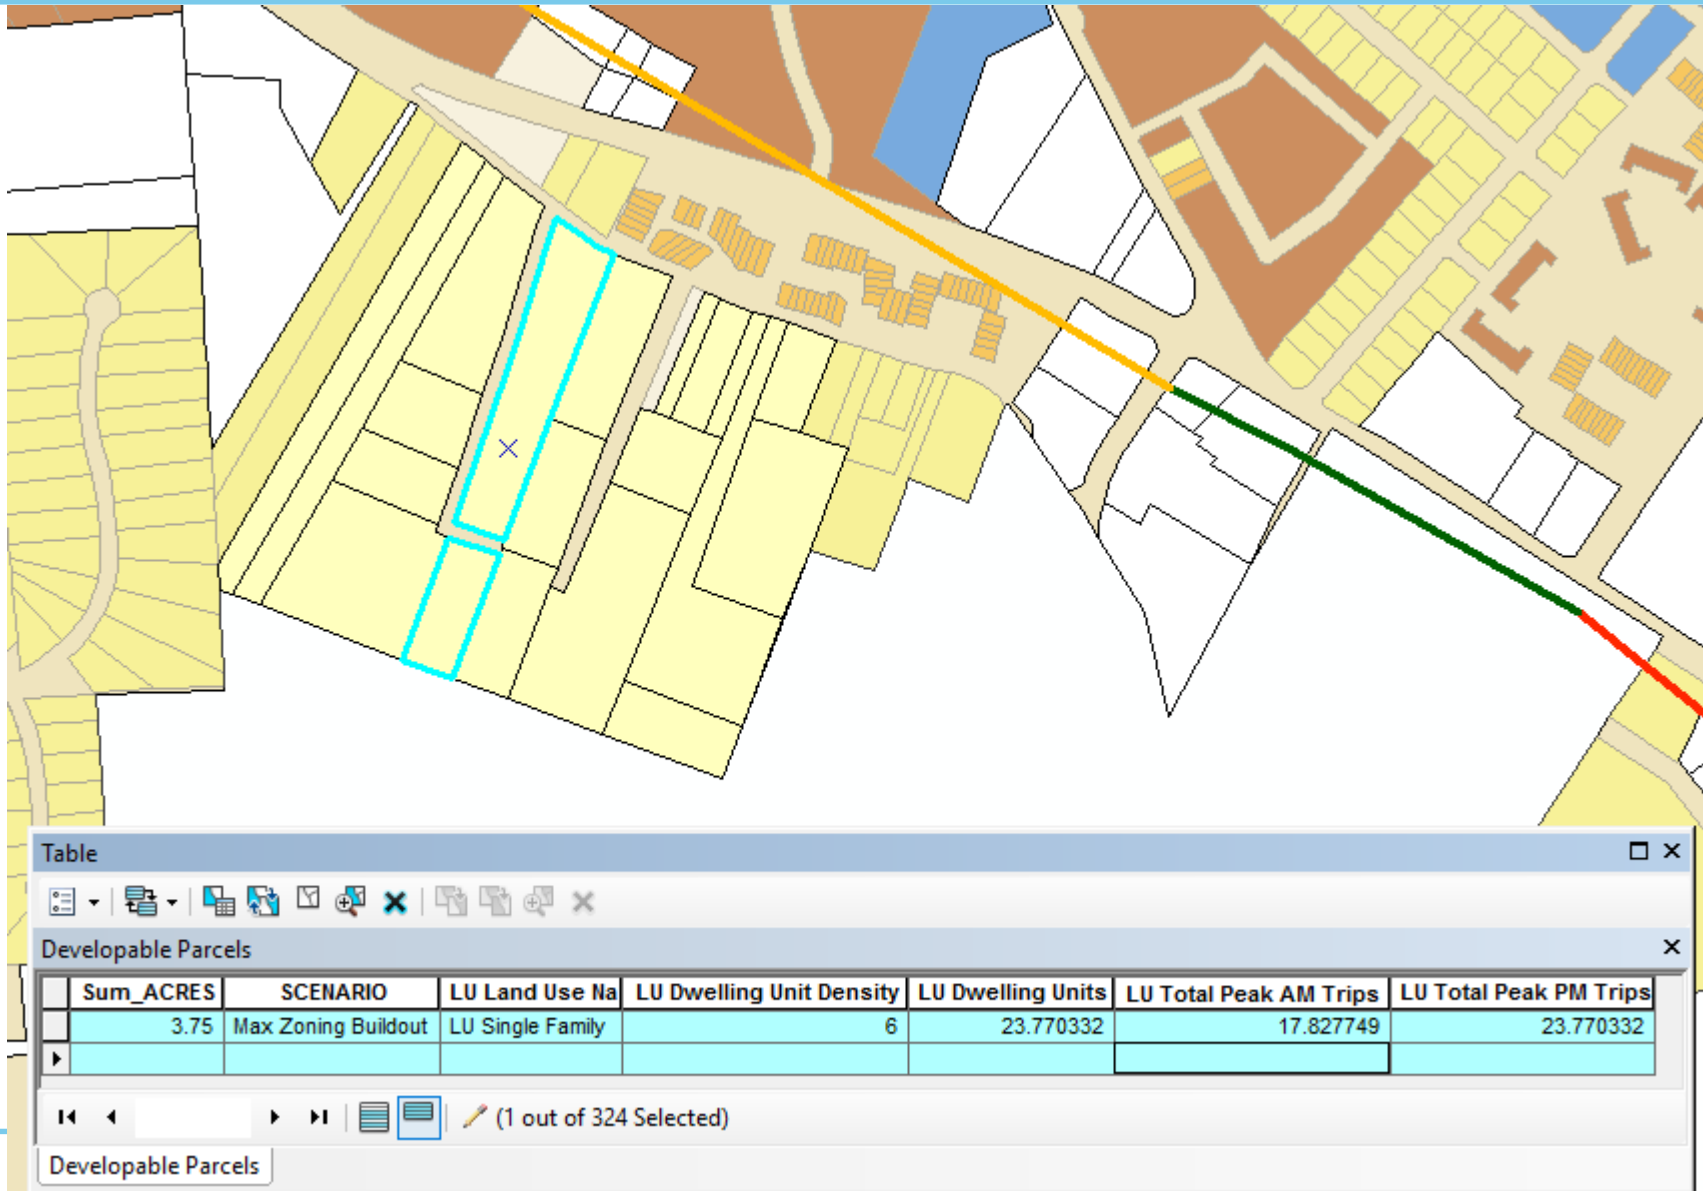 Table
Developable Parcels
Sum_ACRES SCENARIO LU Land Use Na LU Dwelling Unit Density LU Dwelling Units LU Total Peak AM Trips LU Total Peak PM Trips
3.75 Max Zoning Buildout LU Single Family 6 23.770332 17.827749 23.770332
(1 out of 324 Selected)
Developable Parcels